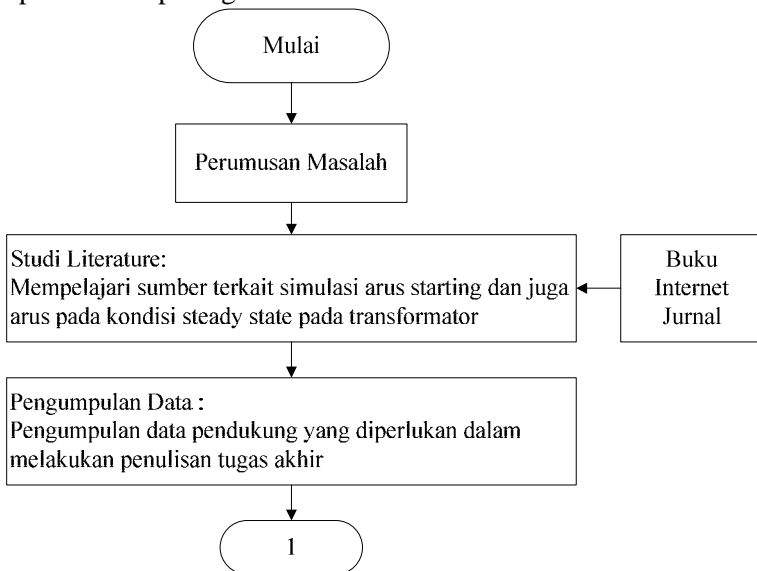 Mulai
Perumusan Masalah
Studi Literature:
Mempelajari sumber terkait simulasi arus starting dan juga
arus pada kondisi steady state pada transformator
Buku
Internet
Jurnal
Pengumpulan Data :
Pengumpulan data pendukung yang diperlukan dalam
melakukan penulisan tugas akhir
1